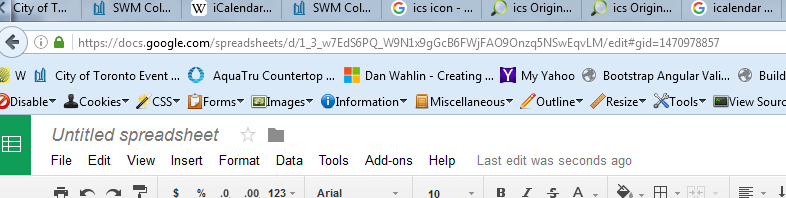 City of T... SWM Col... iCalendar... SWM Col... ics icon - ... ics Origin... ics Origin... icalendar ...
https://docs.google.com/spreadsheets/d/1_3_w7EdS6PQ_W9N1x9gGcB6FWjFAO9Onzq5NSwEqvLM/edit#gid=1470978857
W City of Toronto Event ... AquaTru Countertop ... Dan Wahlin - Creating ... My Yahoo Bootstrap Angular Vali... Build
Disable Cookies CSS Forms Images Information Miscellaneous Outline Resize Tools View Sourc
Untitled spreadsheet
File Edit View Insert Format Data Tools Add-ons Help Last edit was seconds ago
$ % .0 .00 123 Arial 10 B I S A